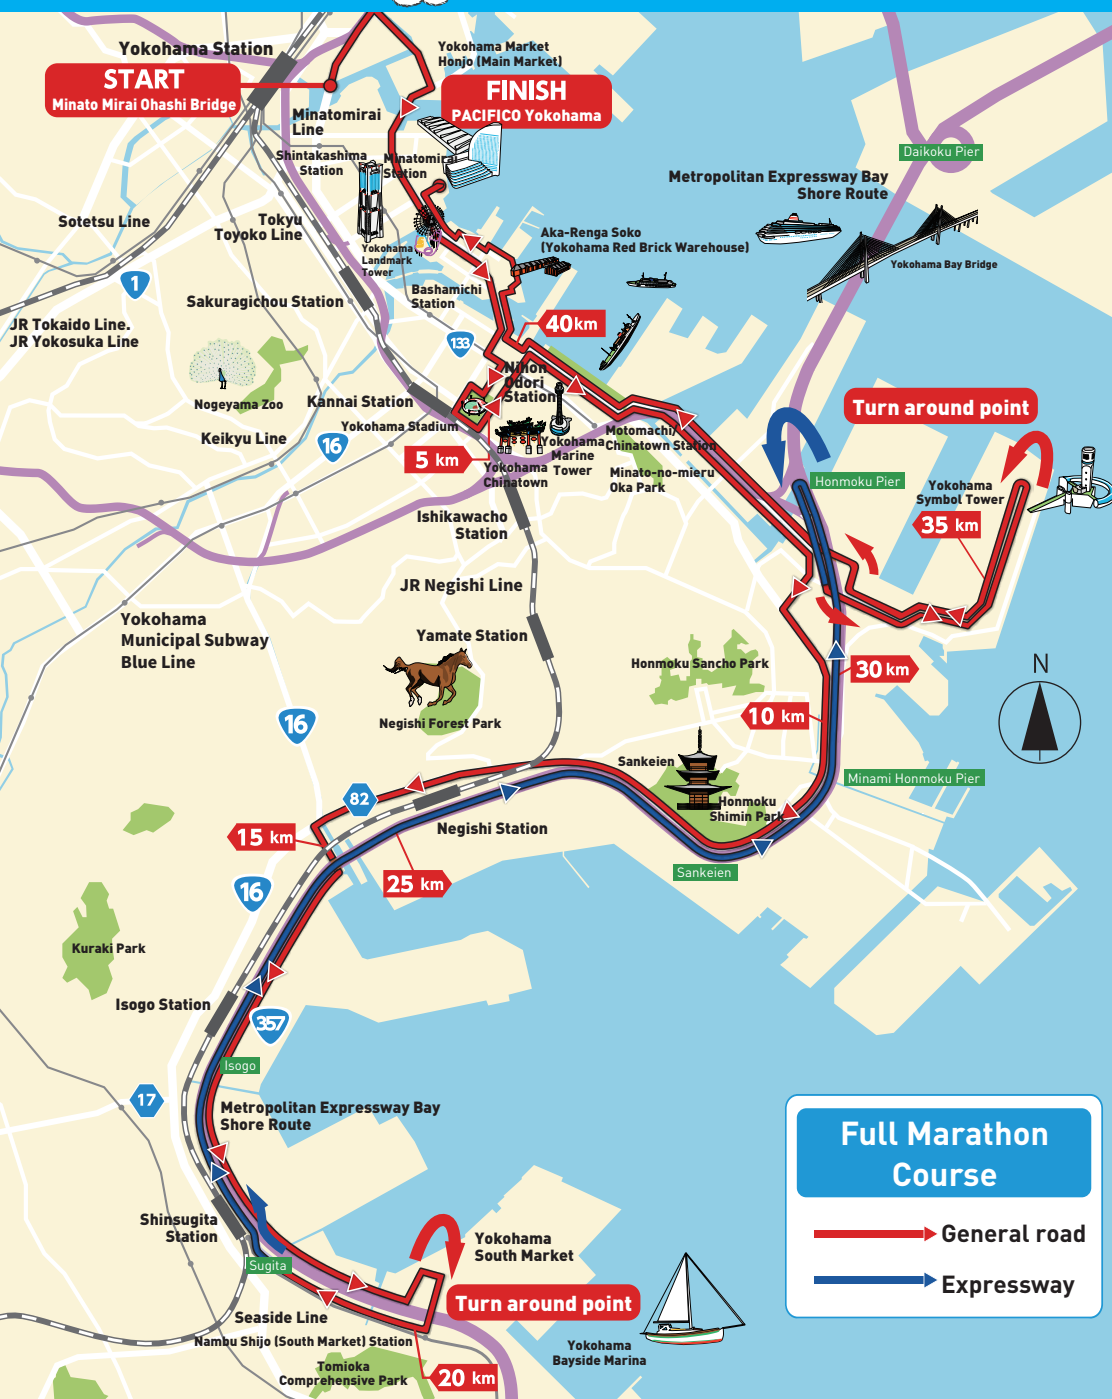 Yokohama Station
START
Minato Mirai Ohashi Bridge
Yokohama Market
Honjo (Main Market)
FINISH
PACIFICO Yokohama
Minatomirai
Line
Shintakashima
Station
Minatomirai
Station
Daikoku Pier
Metropolitan Expressway Bay
Shore Route
Sotetsu Line
Tokyu
Toyoko Line
Yokohama
Landmark
Tower
Aka-Renga Soko
(Yokohama Red Brick Warehouse)
Yokohama Bay Bridge
1
Sakuragichou Station
Bashamichi
Station
JR Tokaido Line.
JR Yokosuka Line
133
40km
Nihon
Odori
Station
Nogeyama Zoo
Kannai Station
Yokohama Stadium
Keikyu Line
16
5 km
Yokohama
Chinatown
Yokohama
Marine
Tower
Motomachi/
Chinatown Station
Minato-no-mieru
Oka Park
Turn around point
Honmoku Pier
Yokohama
Symbol Tower
35 km
Ishikawacho
Station
JR Negishi Line
Yokohama
Municipal Subway
Blue Line
Yamate Station
Honmoku Sancho Park
30 km
N
Negishi Forest Park
16
10 km
Sankeien
Minami Honmoku Pier
Honmoku
Shimin Park
82
Negishi Station
15 km
25 km
Sankeien
16
Kuraki Park
Isogo Station
357
Isogo
17
Metropolitan Expressway Bay
Shore Route
Full Marathon
Course
General road
Expressway
Shinsugita
Station
Yokohama
South Market
Sugita
Turn around point
Seaside Line
Nambu Shijo (South Market) Station
Yokohama
Bayside Marina
Tomioka
Comprehensive Park
20 km